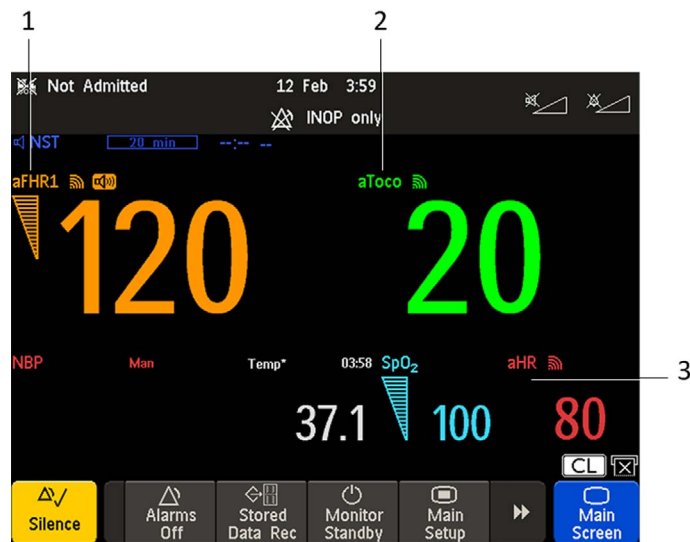 1 2
Not Admitted 12 Feb 3:59
INOP only
NST 20 min --:-- --
aFHR1 aToco
120 20
NBP Man Temp* 03:58 SpO₂ aHR
3
37.1 100 80
CL
Silence Alarms Off Stored Data Rec Monitor Standby Main Setup Main Screen